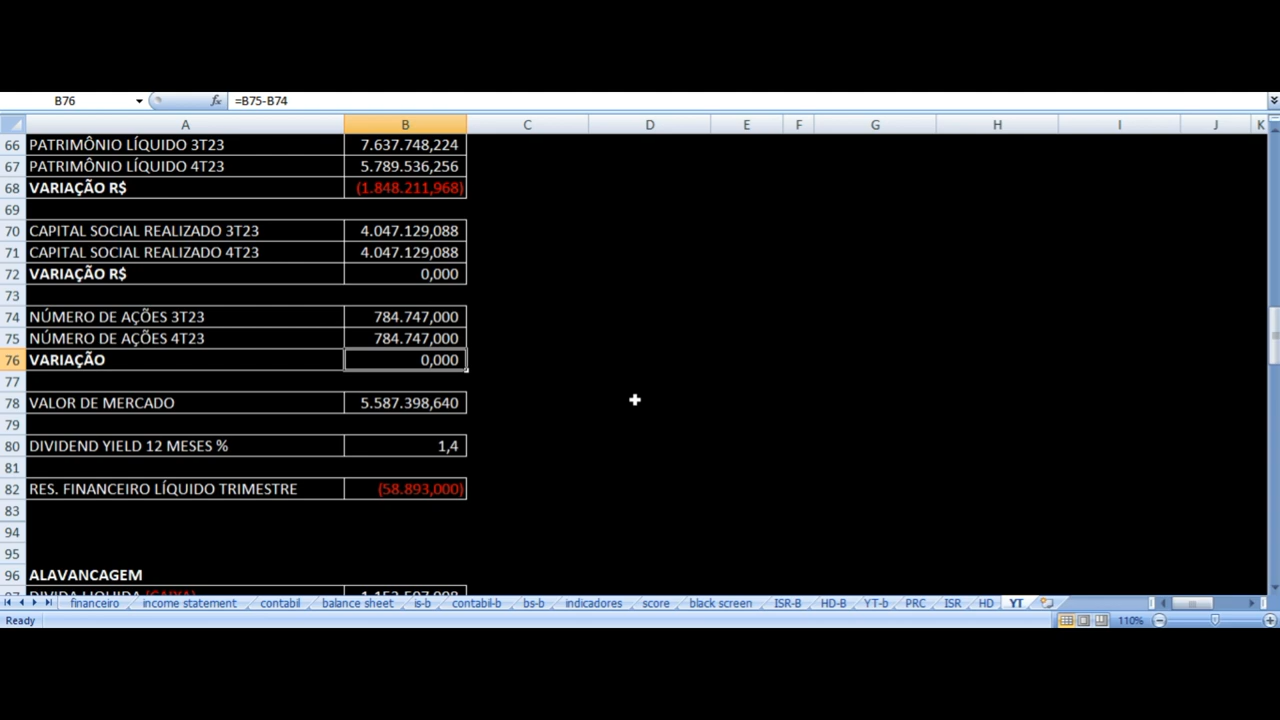 B76 fx =B75-B74
A B C D E F G H I J K
66 PATRIMÔNIO LÍQUIDO 3T23 7.637.748,224
67 PATRIMÔNIO LÍQUIDO 4T23 5.789.536,256
68 VARIAÇÃO R$ (1.848.211,968)
69
70 CAPITAL SOCIAL REALIZADO 3T23 4.047.129,088
71 CAPITAL SOCIAL REALIZADO 4T23 4.047.129,088
72 VARIAÇÃO R$ 0,000
73
74 NÚMERO DE AÇÕES 3T23 784.747,000
75 NÚMERO DE AÇÕES 4T23 784.747,000
76 VARIAÇÃO 0,000
77
78 VALOR DE MERCADO 5.587.398,640
79
80 DIVIDEND YIELD 12 MESES % 1,4
81
82 RES. FINANCEIRO LÍQUIDO TRIMESTRE (58.893,000)
83
94
95
96 ALAVANCAGEM
97 DIVIDA LIQUIDA (CAIXA)
financeiro income statement contabil balance sheet is-b contabil-b bs-b indicadores score black screen ISR-B HD-B YT-b PRC ISR HD YT
Ready 110%